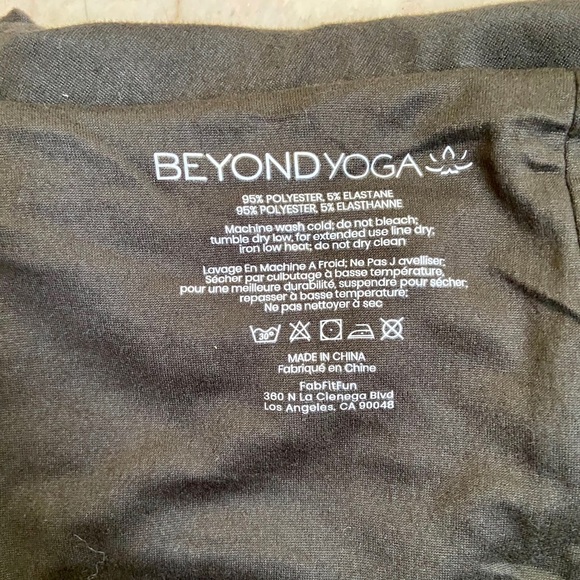 BEYOND YOGA
95% POLYESTER, 5% ELASTANE
95% POLYESTER, 5% ELASTHANNE
Machine wash cold; do not bleach;
tumble dry low, for extended use line dry;
iron low heat; do not dry clean
Lavage En Machine A Froid; Ne Pas J avelliser;
Sécher par culbutage à basse température,
pour une meilleure durabilité, suspendre pour sécher;
repasser à basse temperature;
Ne pas nettoyer à sec
30°
MADE IN CHINA
Fabriqué en Chine
FabFitFun
360 N La Cienega Blvd
Los Angeles, CA 90048